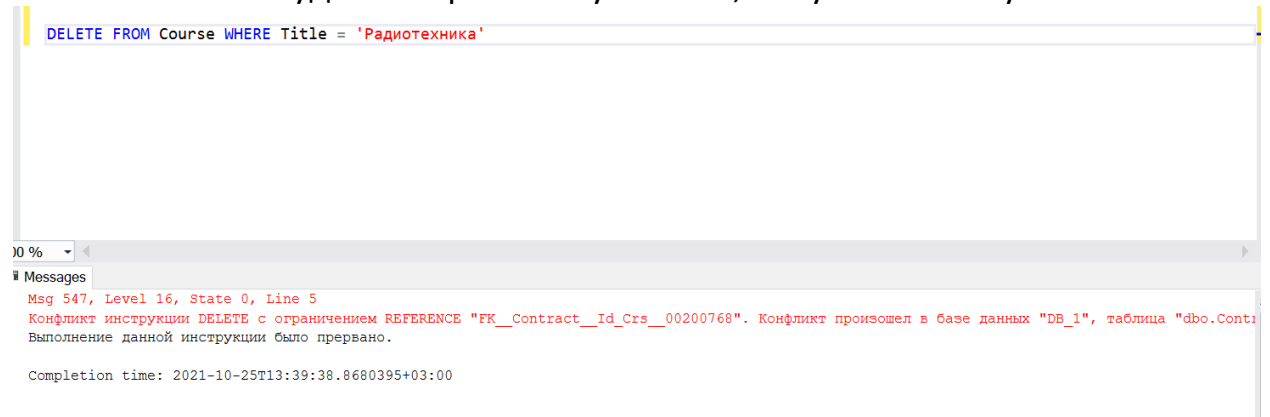 DELETE FROM Course WHERE Title = 'Радиотехника'
00 %
Messages
Msg 547, Level 16, State 0, Line 5
Конфликт инструкции DELETE с ограничением REFERENCE "FK__Contract__Id_Crs__00200768". Конфликт произошел в базе данных "DB_1", таблица "dbo.Contr
Выполнение данной инструкции было прервано.
Completion time: 2021-10-25T13:39:38.8680395+03:00